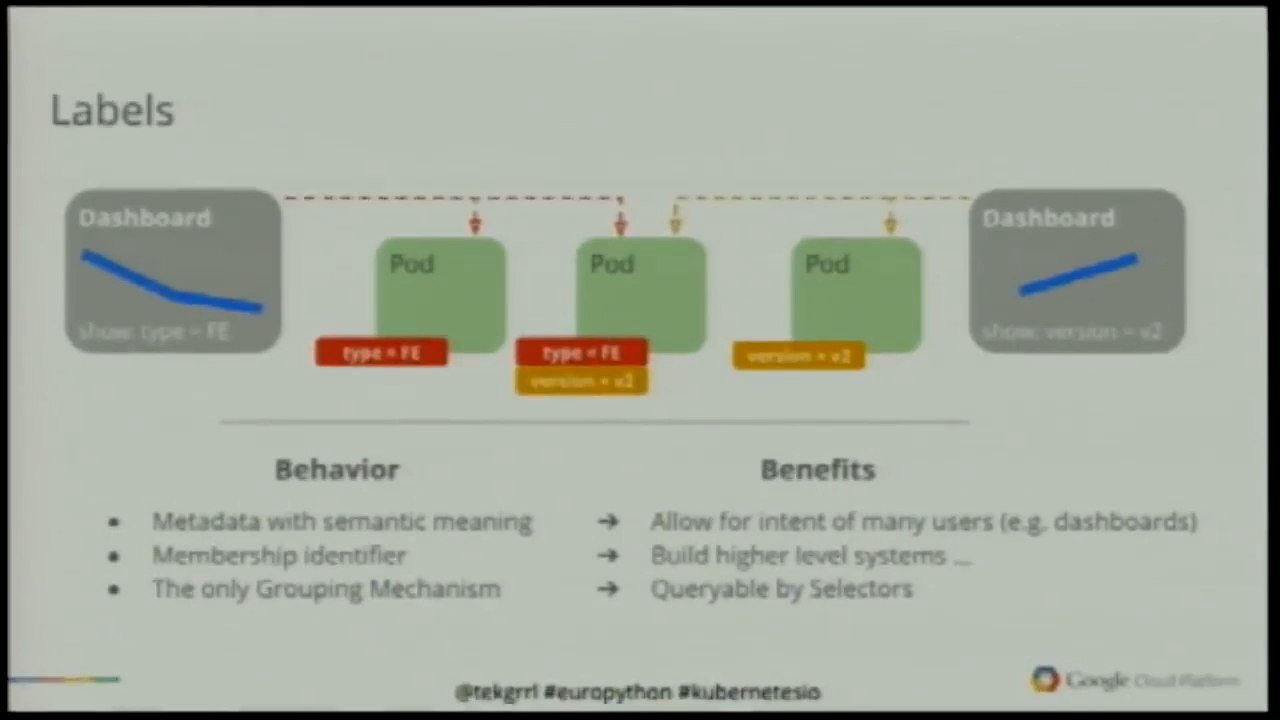 Labels
Dashboard
show: type = FE
Pod
Pod
Pod
Dashboard
show: version = v2
type = FE
type = FE
version = v2
version = v2
Behavior
Metadata with semantic meaning
Membership identifier
The only Grouping Mechanism
Benefits
Allow for intent of many users (e.g. dashboards)
Build higher level systems ...
Queryable by Selectors
@tekgrrl #europython #kubernetesio
Google Cloud Platform